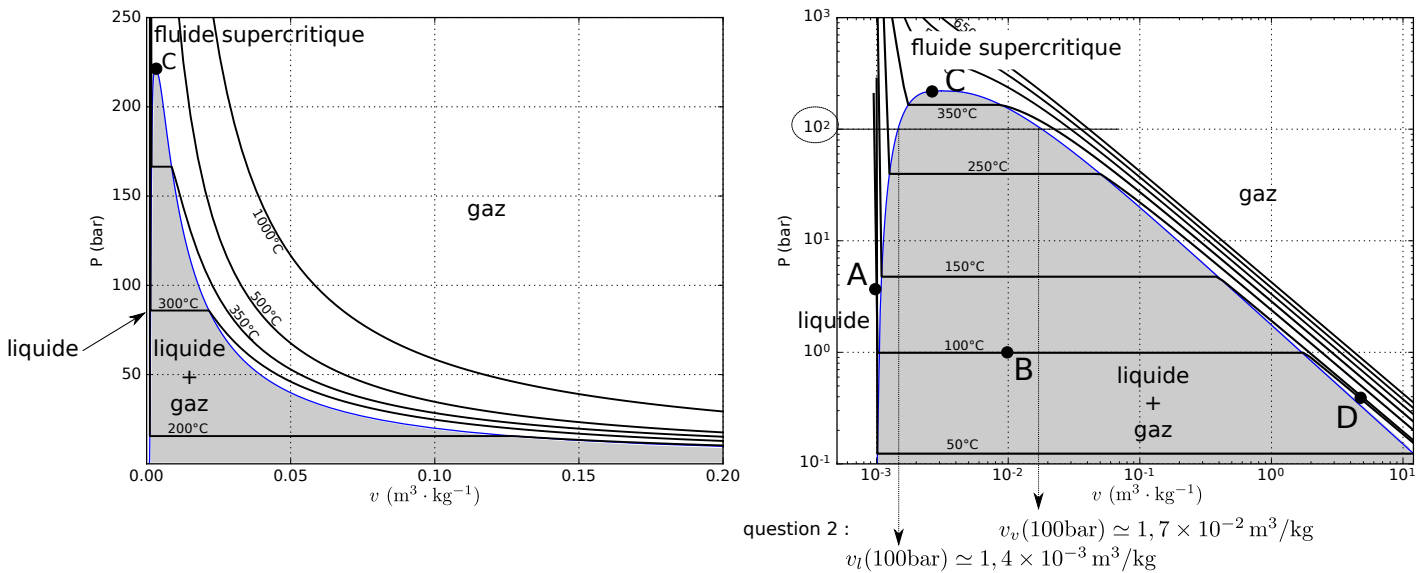 250
200
150
100
50
0.00
0.05
0.10
0.15
0.20
P (bar)
v (m³ · kg⁻¹)
fluide supercritique
C
gaz
1000°C
500°C
350°C
300°C
200°C
liquide
liquide
+
gaz
10³
10²
10¹
10⁰
10⁻¹
10⁻³
10⁻²
10⁻¹
10⁰
10¹
P (bar)
v (m³ · kg⁻¹)
650
fluide supercritique
C
350°C
250°C
gaz
150°C
A
liquide
100°C
B
liquide
+
gaz
D
50°C
question 2 :
v_v(100bar) ≃ 1, 7 × 10⁻² m³/kg
v_l(100bar) ≃ 1, 4 × 10⁻³ m³/kg